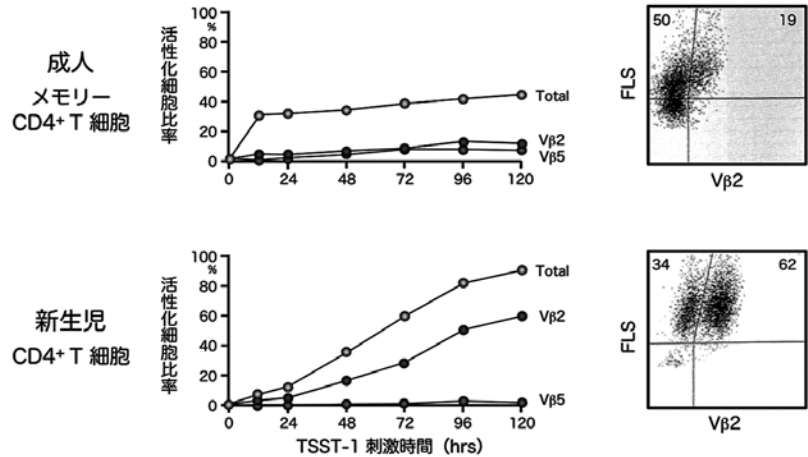 成人
メモリー
CD4+ T 細胞
活性化細胞比率
100
%
80
60
40
20
0
0 24 48 72 96 120
Total
Vβ2
Vβ5
50 19
FLS
Vβ2
新生児
CD4+ T 細胞
活性化細胞比率
100
%
80
60
40
20
0
0 24 48 72 96 120
TSST-1 刺激時間 (hrs)
Total
Vβ2
Vβ5
34 62
FLS
Vβ2